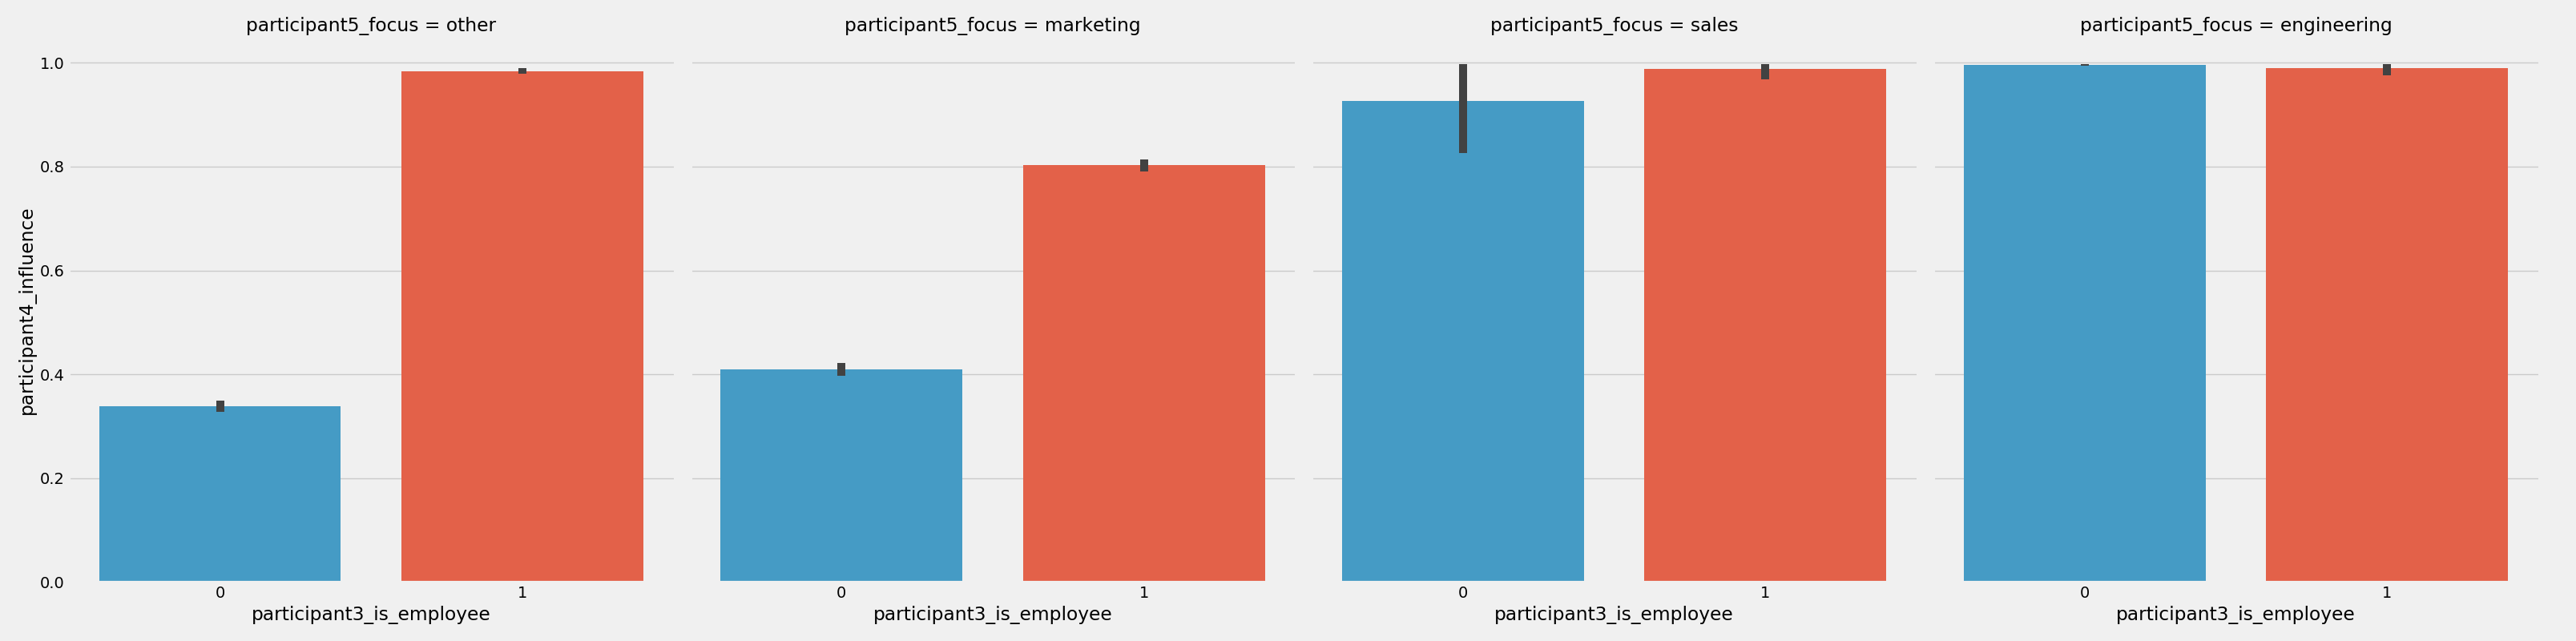 participant5_focus = other
participant5_focus = marketing
participant5_focus = sales
participant5_focus = engineering
participant4_influence
1.0
0.8
0.6
0.4
0.2
0.0
0 1
0 1
0 1
0 1
participant3_is_employee
participant3_is_employee
participant3_is_employee
participant3_is_employee